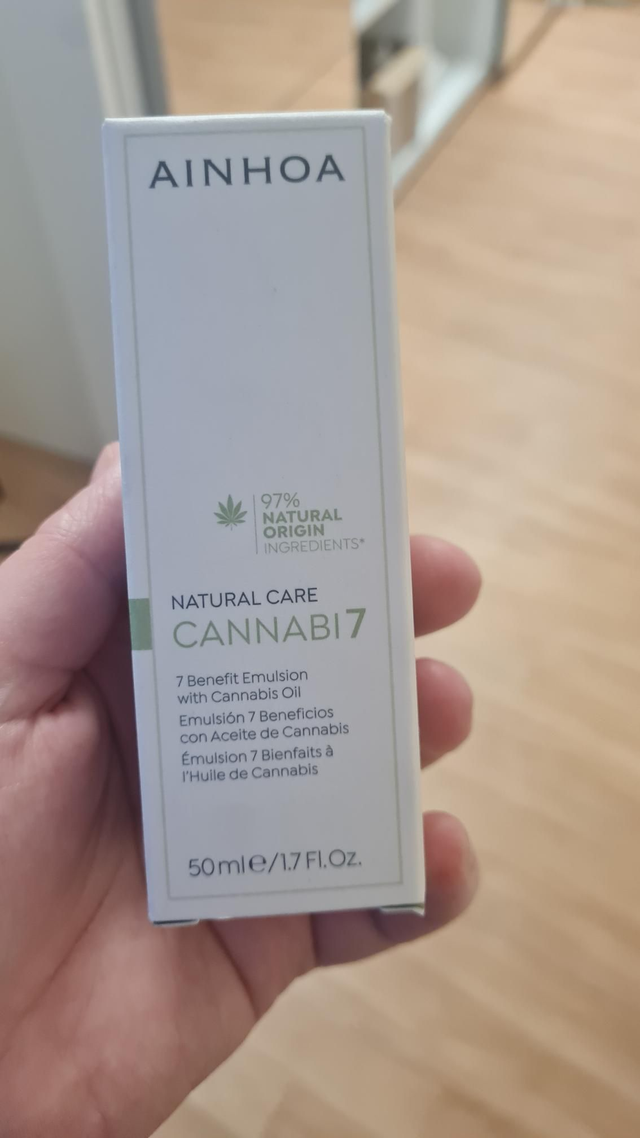 AINHOA
97%
NATURAL
ORIGIN
INGREDIENTS*
NATURAL CARE
CANNABI7
7 Benefit Emulsion
with Cannabis Oil
Emulsión 7 Beneficios
con Aceite de Cannabis
Émulsion 7 Bienfaits à
l'Huile de Cannabis
50ml℮/1.7 Fl.Oz.